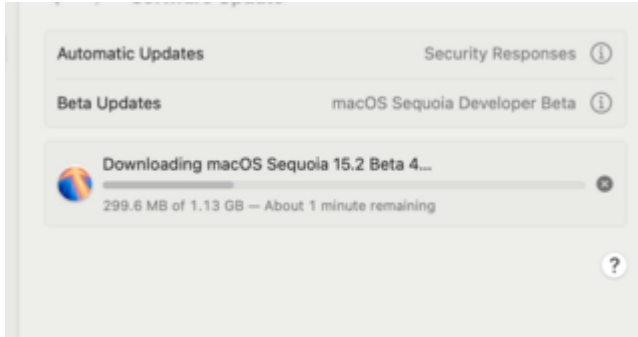 Automatic Updates Security Responses
Beta Updates macOS Sequoia Developer Beta
Downloading macOS Sequoia 15.2 Beta 4...
299.6 MB of 1.13 GB — About 1 minute remaining
?